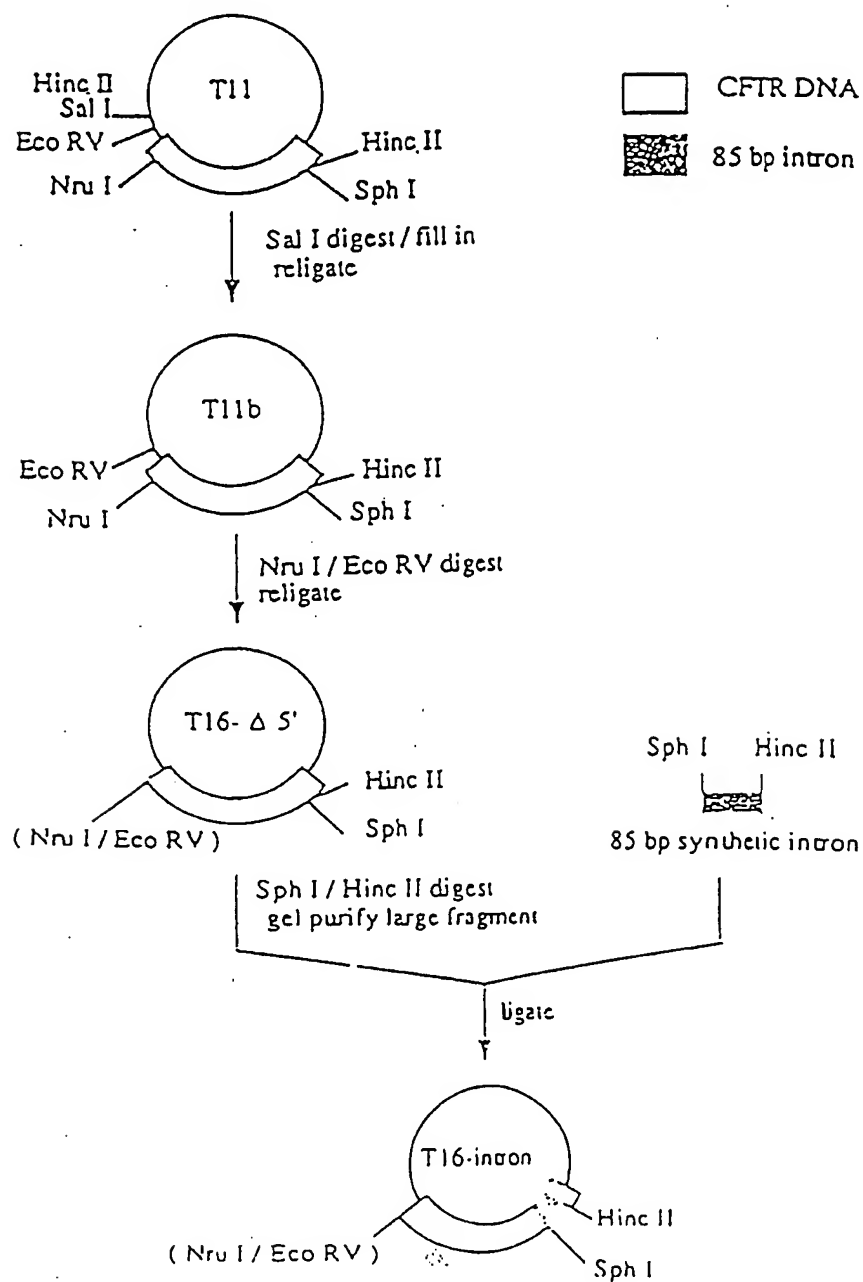 T11
Hinc II
Sal I
Eco RV
Nru I
Hinc II
Sph I
CFTR DNA
85 bp intron
Sal I digest / fill in
religate
T11b
Eco RV
Nru I
Hinc II
Sph I
Nru I / Eco RV digest
religate
T16- Δ 5'
Hinc II
Sph I
( Nru I / Eco RV )
Sph I Hinc II
85 bp synthetic intron
Sph I / Hinc II digest
gel purify large fragment
ligate
T16-intron
Hinc II
Sph I
( Nru I / Eco RV )